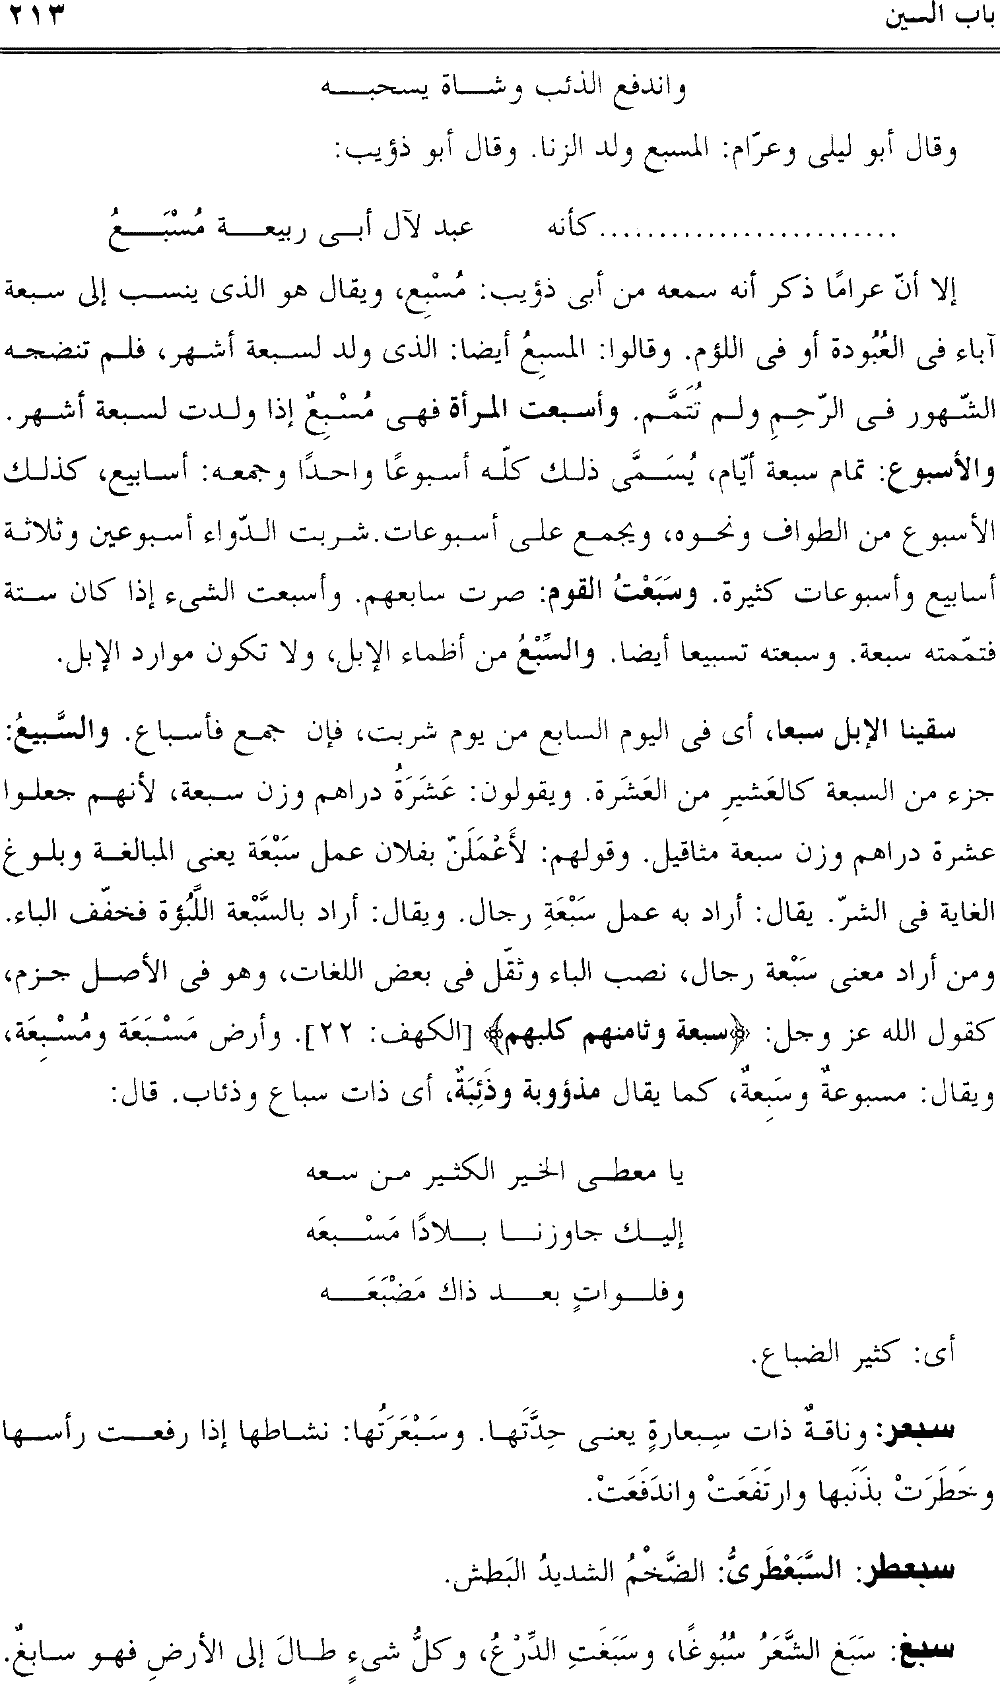 باب السين ٢١٣
واندفع الذئب وشاة يسحبه
وقال أبو ليلى وعرّام: المسبع ولد الزنا. وقال أبو ذؤيب:
.........................كأنه عبد لآل أبى ربيعة مُسْبَعُ
إلا أنّ عرامًا ذكر أنه سمعه من أبى ذؤيب: مُسْبِع، ويقال هو الذى ينسب إلى سبعة
آباء فى العُبُودة أو فى اللؤم. وقالوا: المسبِعُ أيضا: الذى ولد لسبعة أشهر، فلم تنضجه
الشّهور فى الرّحِمِ ولم تُتَمَّم. وأسبعت المرأة فهى مُسْبِعٌ إذا ولدت لسبعة أشهر.
والأسبوع: تمام سبعة أيّام، يُسَمَّى ذلك كلّه أسبوعًا واحدًا وجمعه: أسابيع، كذلك
الأسبوع من الطواف ونحوه، ويجمع على أسبوعات.شربت الدّواء أسبوعين وثلاثة
أسابيع وأسبوعات كثيرة. وسَبَعْتُ القوم: صرت سابعهم. وأسبعت الشىء إذا كان ستة
فتمّمته سبعة. وسبعته تسبيعا أيضا. والسِّبْعُ من أظماء الإبل، ولا تكون موارد الإبل.
سقينا الإبل سبعا، أى فى اليوم السابع من يوم شربت، فإن جمع فأسباع. والسَّبيعُ:
جزء من السبعة كالعَشيرِ من العَشَرة. ويقولون: عَشَرَةُ دراهم وزن سبعة، لأنهم جعلوا
عشرة دراهم وزن سبعة مثاقيل. وقولهم: لأَعْمَلَنّ بفلان عمل سَبْعَة يعنى المبالغة وبلوغ
الغاية فى الشرّ. يقال: أراد به عمل سَبْعَةِ رجال. ويقال: أراد بالسَّبْعة اللَّبُؤة فخفّف الباء.
ومن أراد معنى سَبْعة رجال، نصب الباء وثقّل فى بعض اللغات، وهو فى الأصل جزم،
كقول الله عز وجل: ﴿سبعة وثامنهم كلبهم﴾ [الكهف: ٢٢]. وأرض مَسْبَعَة ومُسْبِعَة،
ويقال: مسبوعةٌ وسَبِعةٌ، كما يقال مذؤوبة وذَئِبَةٌ، أى ذات سباع وذئاب. قال:
يا معطى الخير الكثير من سعه
إليك جاوزنا بلادًا مَسْبعَه
وفلواتٍ بعد ذاك مَضْبَعَه
أى: كثير الضباع.
سبعر: وناقةٌ ذات سِبعارةٍ يعنى حِدَّتَها. وسَبْعَرَتُها: نشاطها إذا رفعت رأسها
وخَطَرَتْ بذَنَبها وارتَفَعَتْ واندَفَعَتْ.
سبعطر: السَّبَعْطَرىُّ: الضَّخْمُ الشديدُ البَطش.
سبغ: سَبَغ الشَّعَرُ سُبُوغًا، وسَبَغَتِ الدِّرْعُ، وكلُّ شىءٍ طالَ إلى الأرضِ فهو سابغٌ.